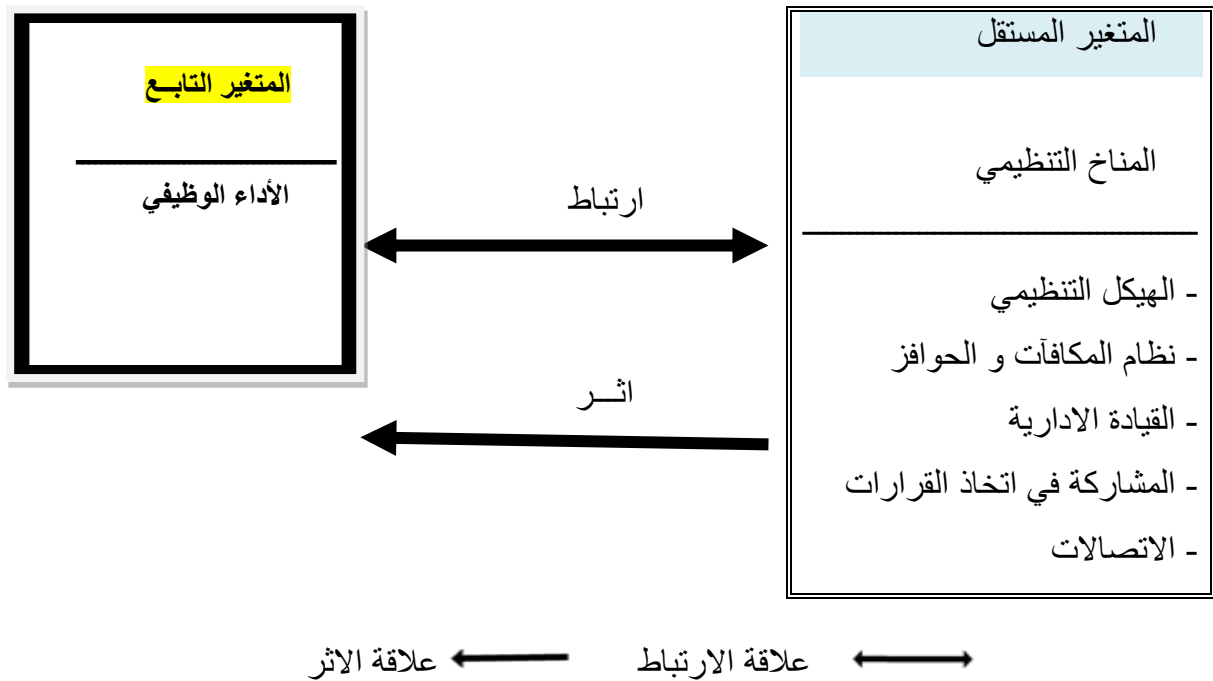 المتغير المستقل
المناخ التنظيمي
- الهيكل التنظيمي
- نظام المكافآت و الحوافز
- القيادة الادارية
- المشاركة في اتخاذ القرارات
- الاتصالات
ارتباط
اثـــر
المتغير التابــع
الأداء الوظيفي
علاقة الارتباط
علاقة الاثر